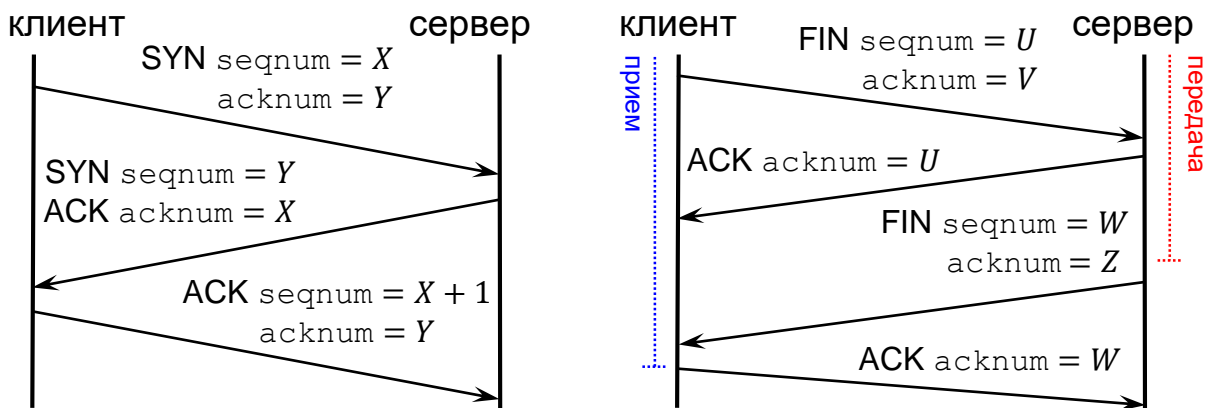 клиент
сервер
SYN seqnum = X
acknum = Y
SYN seqnum = Y
ACK acknum = X
ACK seqnum = X + 1
acknum = Y
клиент
сервер
прием
передача
FIN seqnum = U
acknum = V
ACK acknum = U
FIN seqnum = W
acknum = Z
ACK acknum = W